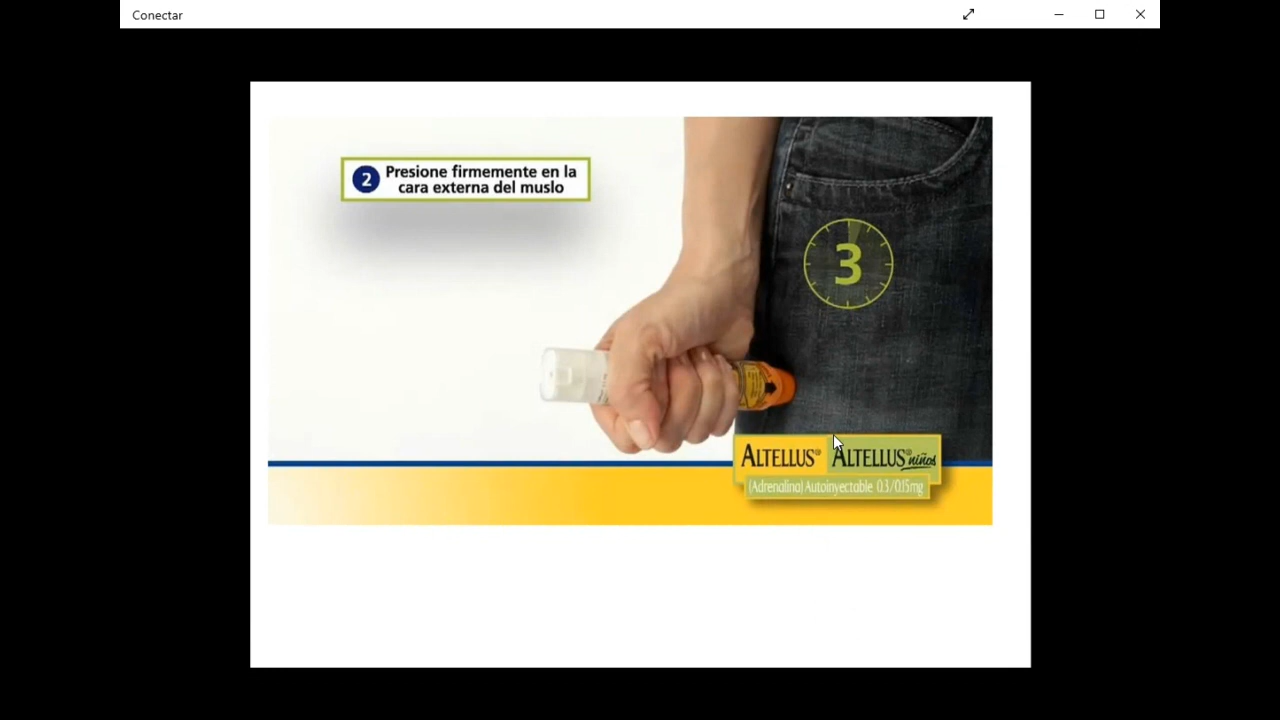 Conectar
2 Presione firmemente en la
cara externa del muslo
3
ALTELLUS® ALTELLUS® niños
(Adrenalina) Autoinyectable 0.3/0.15mg